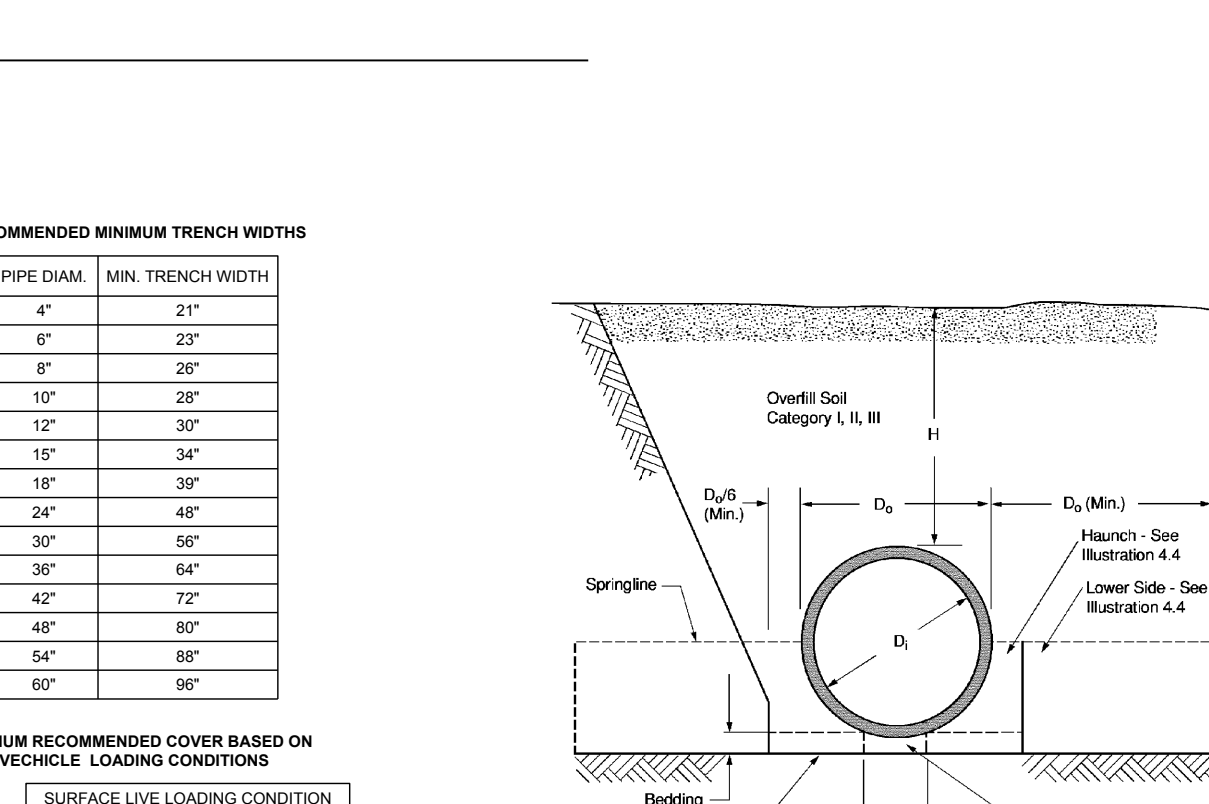 OMMENDED MINIMUM TRENCH WIDTHS
PIPE DIAM. MIN. TRENCH WIDTH
4" 21"
6" 23"
8" 26"
10" 28"
12" 30"
15" 34"
18" 39"
24" 48"
30" 56"
36" 64"
42" 72"
48" 80"
54" 88"
60" 96"
UM RECOMMENDED COVER BASED ON
VECHICLE LOADING CONDITIONS
SURFACE LIVE LOADING CONDITION
Overfill Soil
Category I, II, III
H
Do/6
(Min.)
Do
Do (Min.)
Haunch - See
Illustration 4.4
Springline
Lower Side - See
Illustration 4.4
Di
Bedding